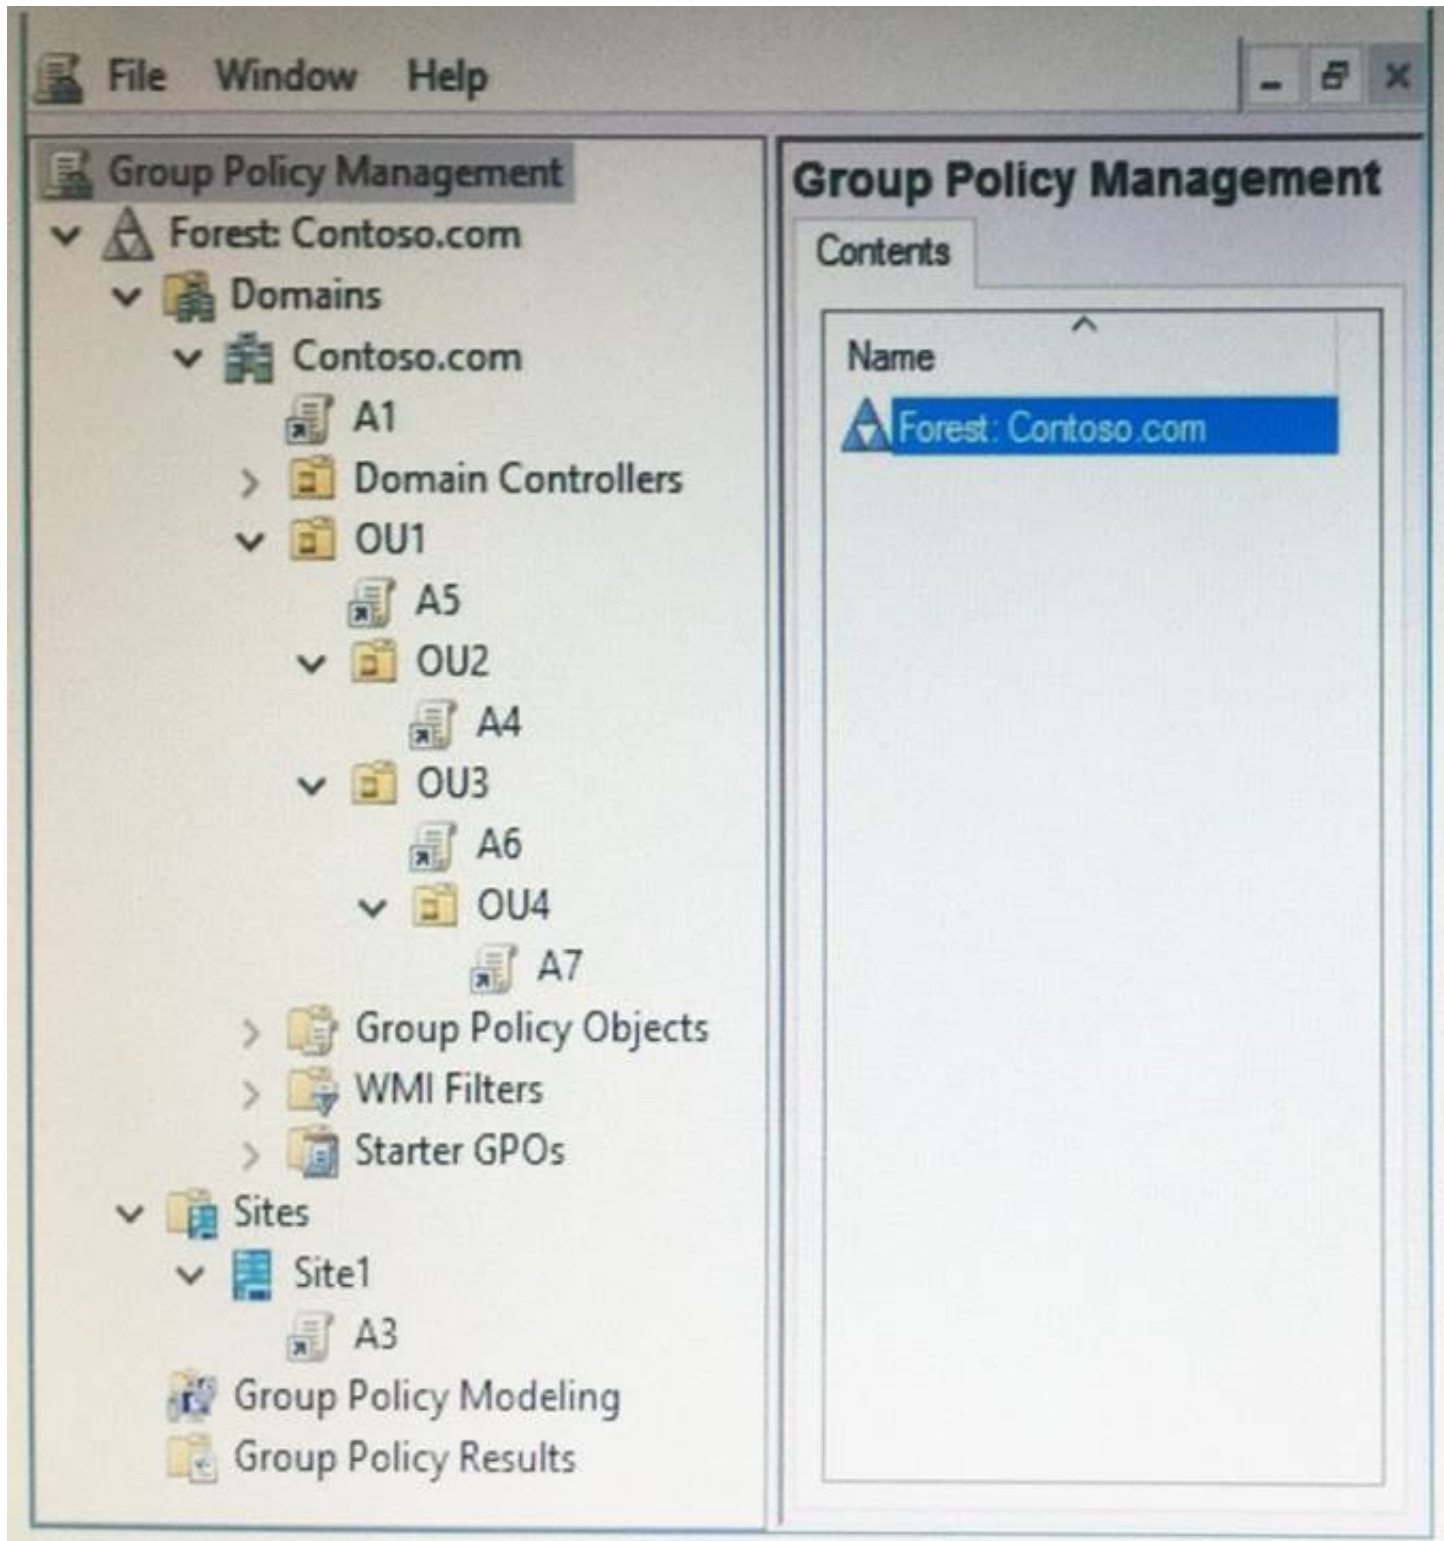 File Window Help
Group Policy Management
Forest: Contoso.com
Domains
Contoso.com
A1
Domain Controllers
OU1
A5
OU2
A4
OU3
A6
OU4
A7
Group Policy Objects
WMI Filters
Starter GPOs
Sites
Site1
A3
Group Policy Modeling
Group Policy Results
Group Policy Management
Contents
Name
Forest: Contoso.com